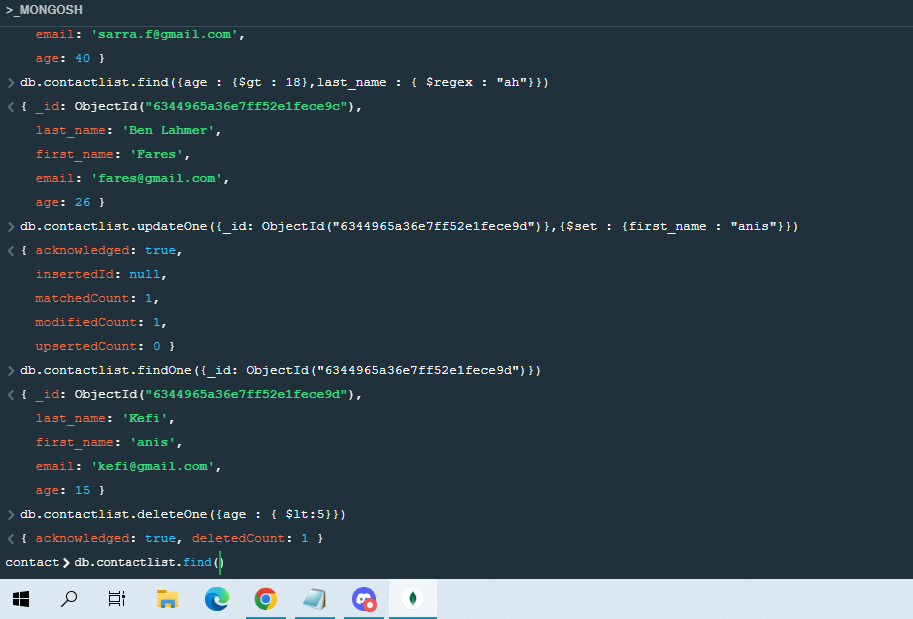 >_MONGOSH
email: 'sarra.f@gmail.com',
age: 40 }
> db.contactlist.find({age : {$gt : 18},last_name : { $regex : "ah"}})
< { _id: ObjectId("6344965a36e7ff52e1fece9c"),
last_name: 'Ben Lahmer',
first_name: 'Fares',
email: 'fares@gmail.com',
age: 26 }
> db.contactlist.updateOne({_id: ObjectId("6344965a36e7ff52e1fece9d")},{$set : {first_name : "anis"}})
< { acknowledged: true,
insertedId: null,
matchedCount: 1,
modifiedCount: 1,
upsertedCount: 0 }
> db.contactlist.findOne({_id: ObjectId("6344965a36e7ff52e1fece9d")})
< { _id: ObjectId("6344965a36e7ff52e1fece9d"),
last_name: 'Kefi',
first_name: 'anis',
email: 'kefi@gmail.com',
age: 15 }
> db.contactlist.deleteOne({age : { $lt:5}})
< { acknowledged: true, deletedCount: 1 }
contact> db.contactlist.find()